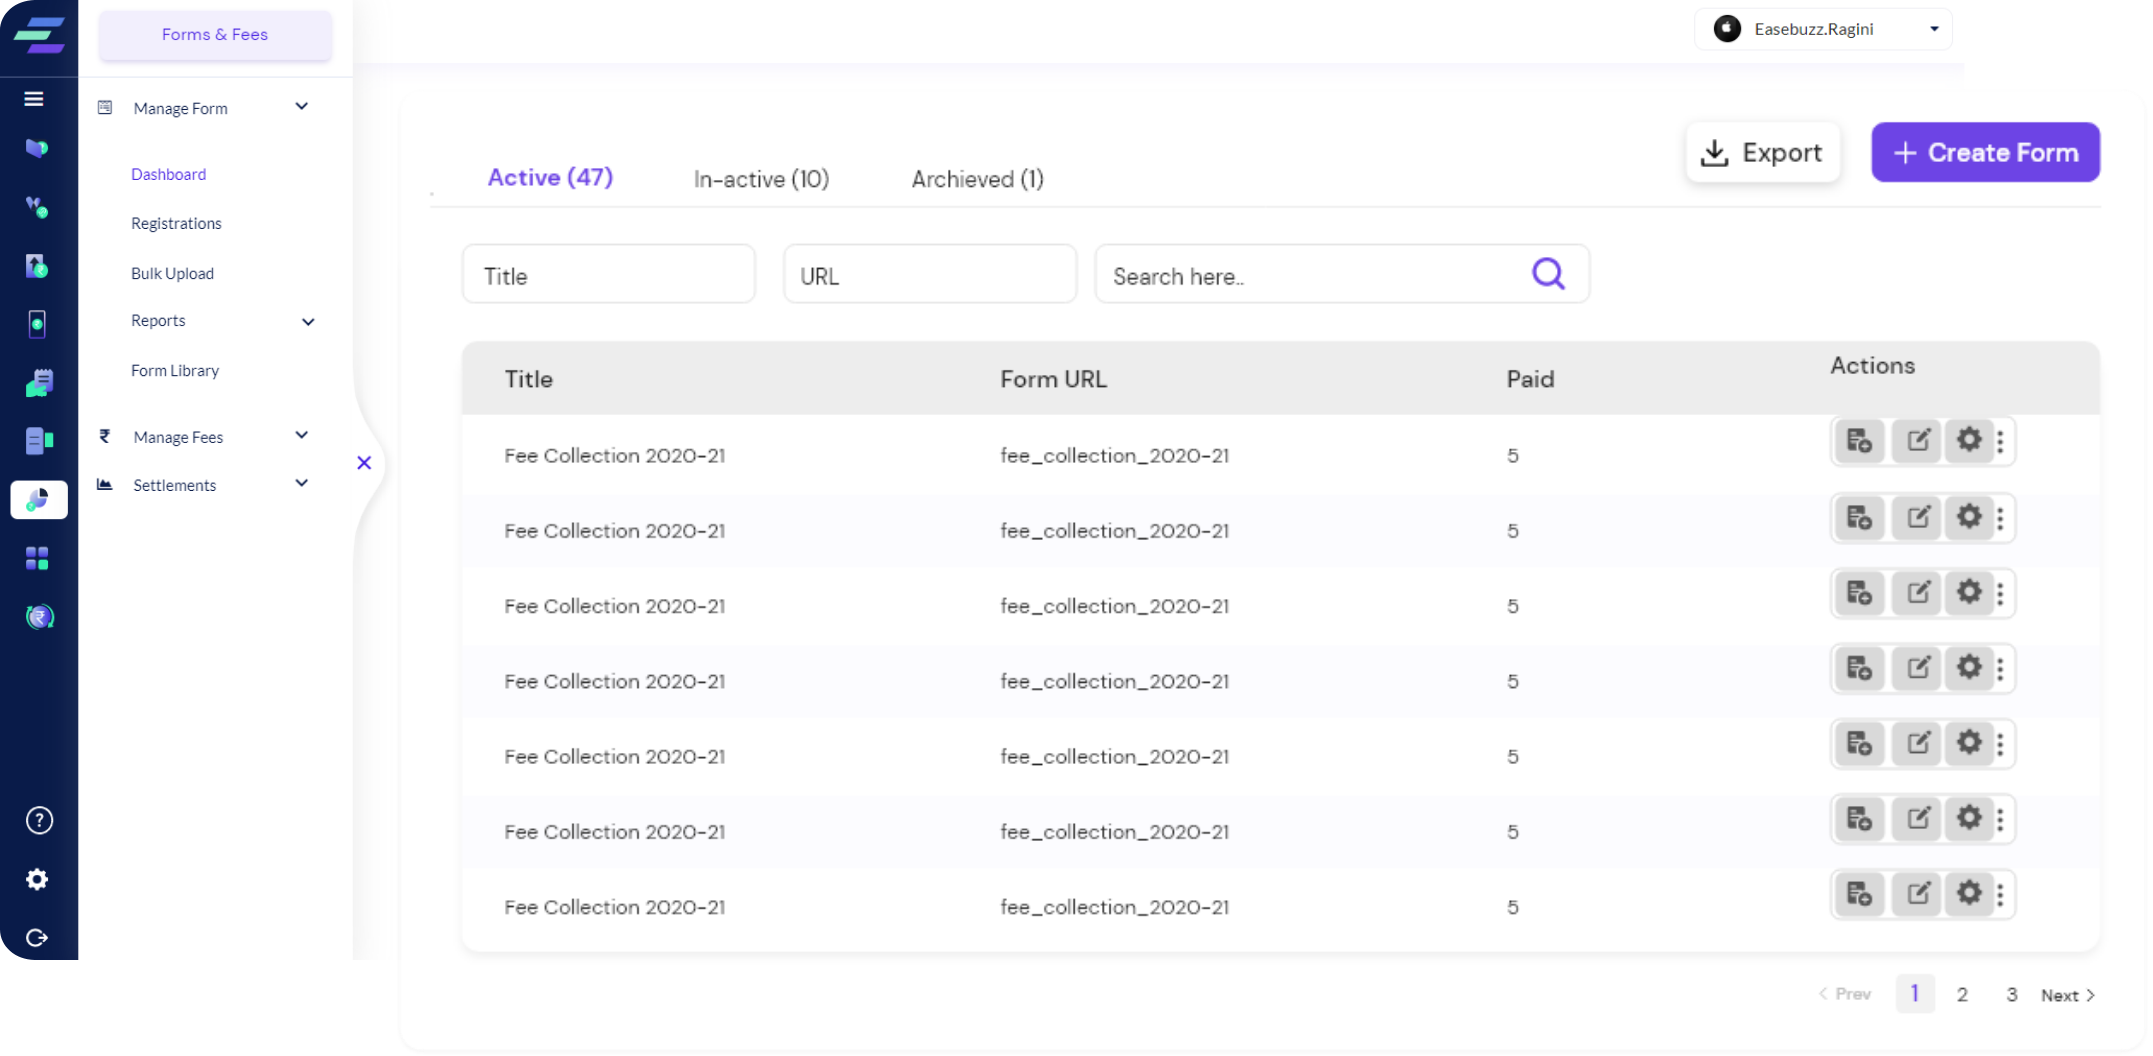 Forms & Fees
Easebuzz.Ragini
Manage Form
Dashboard
Registrations
Bulk Upload
Reports
Form Library
₹ Manage Fees
Settlements
Active (47) In-active (10) Archieved (1)
Export + Create Form
Title URL Search here..
Title Form URL Paid Actions
Fee Collection 2020-21 fee_collection_2020-21 5
Fee Collection 2020-21 fee_collection_2020-21 5
Fee Collection 2020-21 fee_collection_2020-21 5
Fee Collection 2020-21 fee_collection_2020-21 5
Fee Collection 2020-21 fee_collection_2020-21 5
Fee Collection 2020-21 fee_collection_2020-21 5
Fee Collection 2020-21 fee_collection_2020-21 5
< Prev 1 2 3 Next >